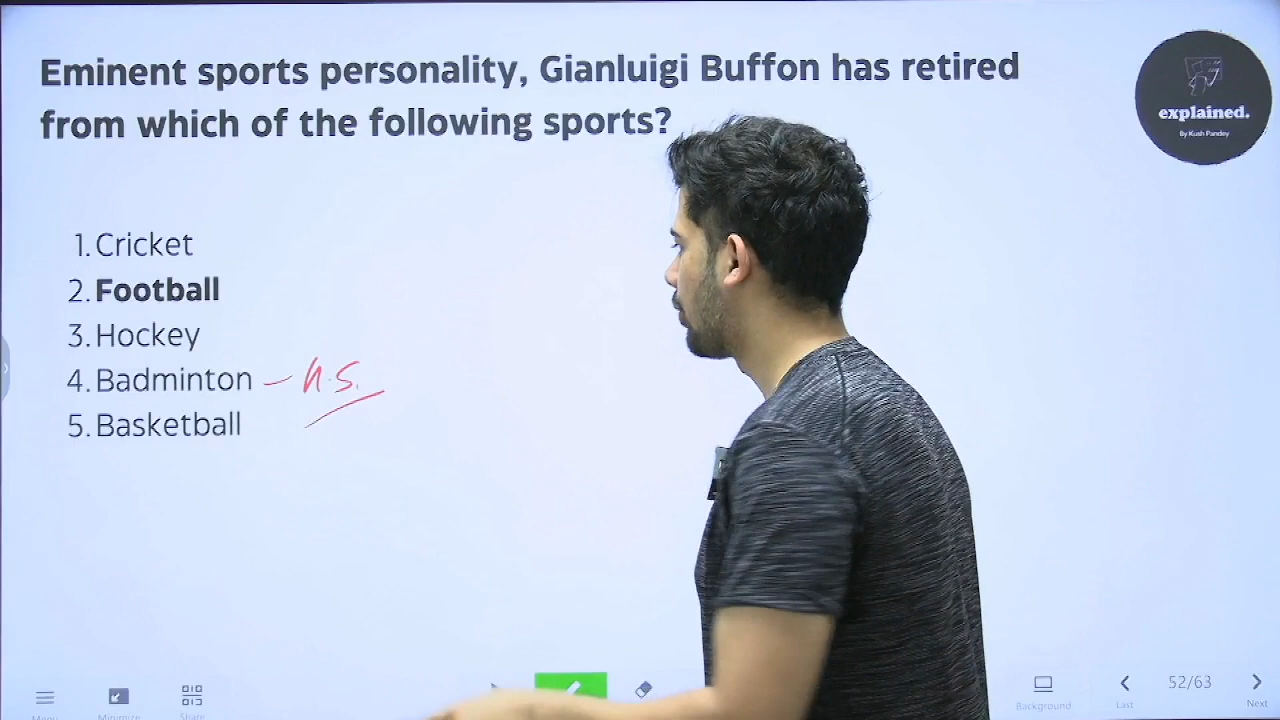 Eminent sports personality, Gianluigi Buffon has retired
from which of the following sports?
explained.
By Kush Pandey
1. Cricket
2. Football
3. Hockey
4. Badminton – h.s.
5. Basketball
Menu
Minimize
Share
Background
Last
52/63
Next